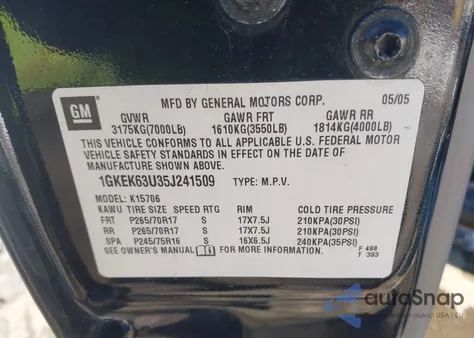 GM
MFD BY GENERAL MOTORS CORP. 05/05
GVWR GAWR FRT GAWR RR
3175KG(7000LB) 1610KG(3550LB) 1814KG(4000LB)
THIS VEHICLE CONFORMS TO ALL APPLICABLE U.S. FEDERAL MOTOR
VEHICLE SAFETY STANDARDS IN EFFECT ON THE DATE OF
MANUFACTURE SHOWN ABOVE.
1GKEK63U35J241509 TYPE: M.P.V.
MODEL: K15706
KAWU TIRE SIZE SPEED RTG RIM COLD TIRE PRESSURE
FRT P265/70R17 S 17X7.5J 210KPA(30PSI)
RR P265/70R17 S 17X7.5J 210KPA(30PSI)
SPA P245/75R16 S 16X6.5J 240KPA(35PSI)
SEE OWNER'S MANUAL FOR MORE INFORMATION.
F 488
T 383
autoSnap